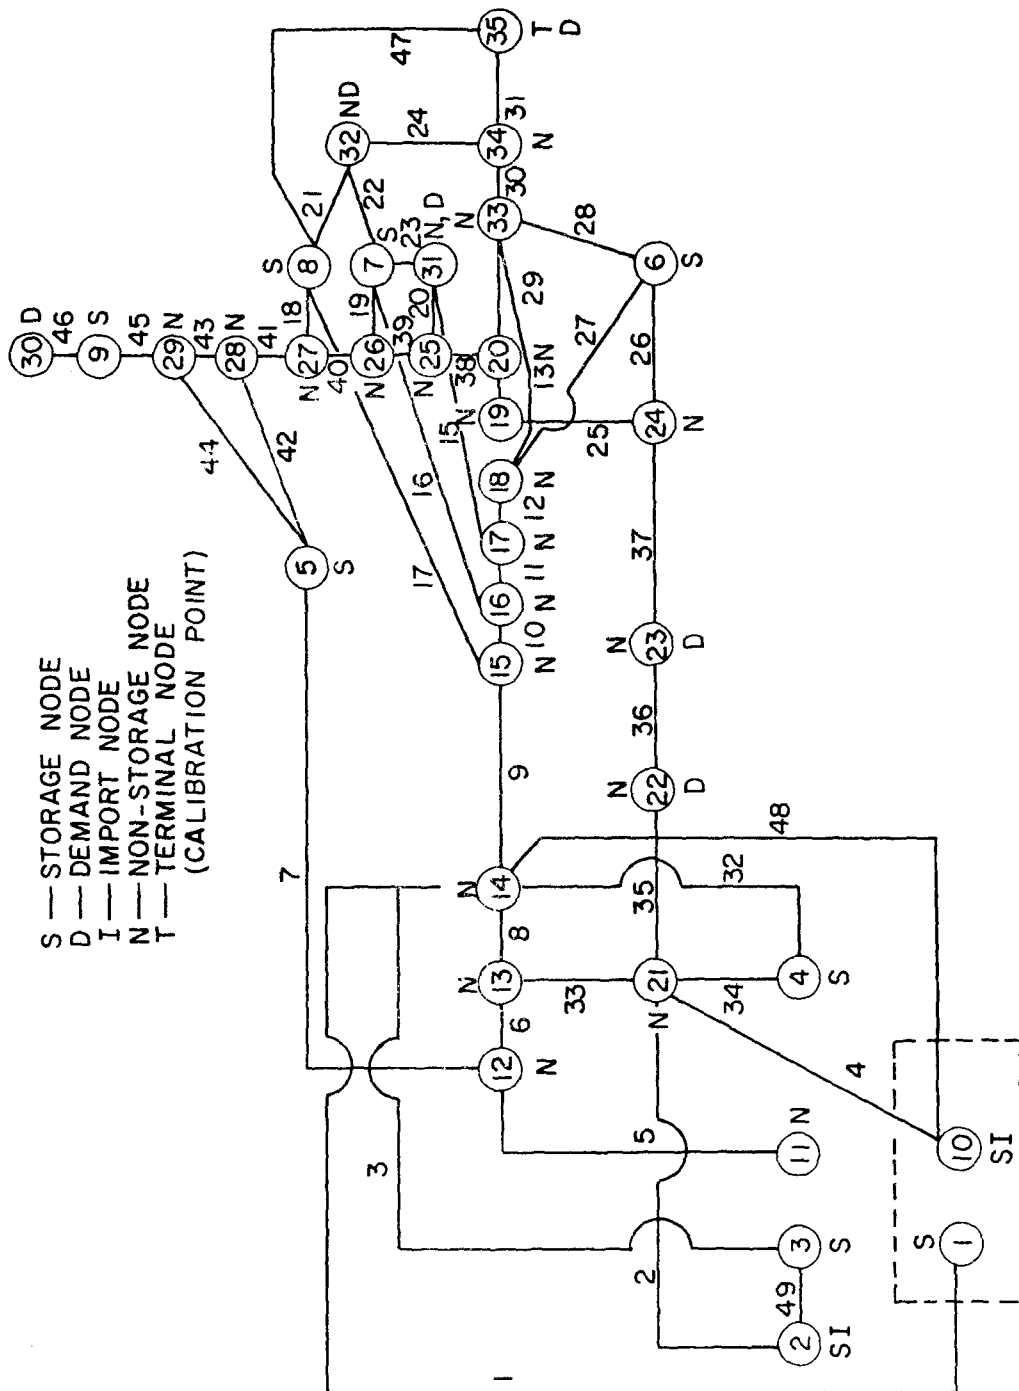 S — STORAGE NODE
D — DEMAND NODE
I — IMPORT NODE
N — NON-STORAGE NODE
T — TERMINAL NODE
(CALIBRATION POINT)
30 D
46
9 S
45
29 N
43
28 N
41
N 27
44
42
5
S
18
8
S
21
47
35
T
D
32 ND
24
22
40
N 26
19
7
S
23
39
N 25
20
31
N, D
38
15
16
17
7
31
34
N
30
33
N
20
19
N
13 N
29
28
27
6
S
26
25
24
N
18
N
12
17
N
11
16
N
10
15
N
9
37
N
23
D
36
N
22
D
35
48
32
N
14
8
N
13
6
12
N
33
21
N
34
4
S
4
5
11
N
3
3
S
2
49
2
SI
10
SI
S
1
1